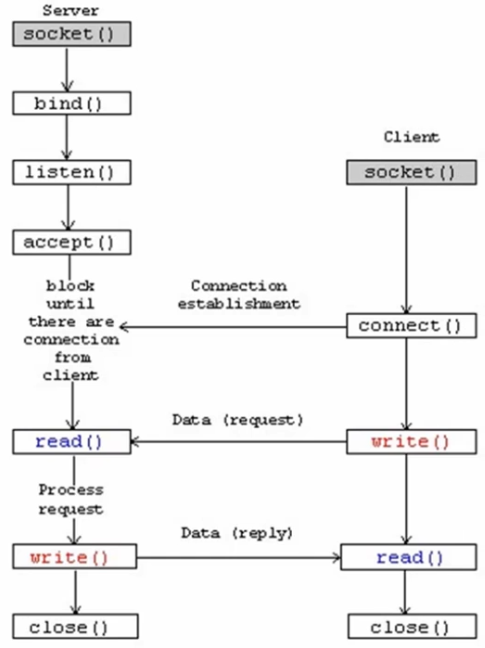 Server
socket()
bind()
listen()
accept()
block
until
there are
connection
from
client
read()
Process
request
write()
close()
Connection
establishment
Data (request)
Data (reply)
Client
socket()
connect()
write()
read()
close()